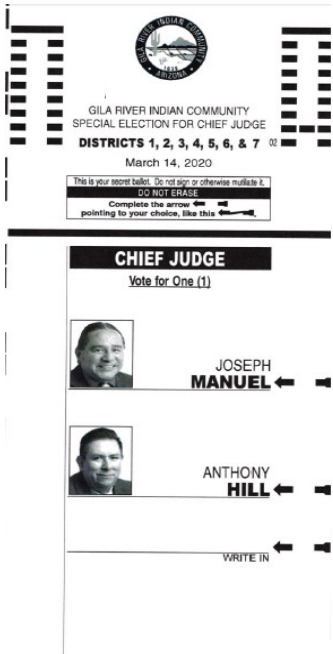 GILA RIVER INDIAN COMMUNITY
1939
ARIZONA
GILA RIVER INDIAN COMMUNITY
SPECIAL ELECTION FOR CHIEF JUDGE
DISTRICTS 1, 2, 3, 4, 5, 6, & 7 02
March 14, 2020
This is your secret ballot. Do not sign or otherwise mutilate it.
DO NOT ERASE
Complete the arrow
pointing to your choice, like this
CHIEF JUDGE
Vote for One (1)
JOSEPH
MANUEL
ANTHONY
HILL
WRITE IN